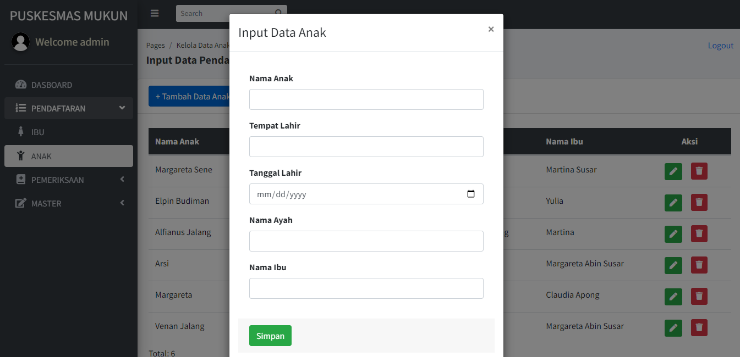 PUSKESMAS MUKUN
Welcome admin
DASBOARD
PENDAFTARAN
IBU
ANAK
PEMERIKSAAN
MASTER
Search
Pages / Kelola Data Anak
Logout
Input Data Penda
+ Tambah Data Anak
Nama Anak Nama Ibu Aksi
Margareta Sene Martina Susar
Elpin Budiman Yulia
Alfianus Jalang g Martina
Arsi Margareta Abin Susar
Margareta Claudia Apong
Venan Jalang Margareta Abin Susar
Total: 6
Input Data Anak ×
Nama Anak
Tempat Lahir
Tanggal Lahir
mm/dd/yyyy
Nama Ayah
Nama Ibu
Simpan